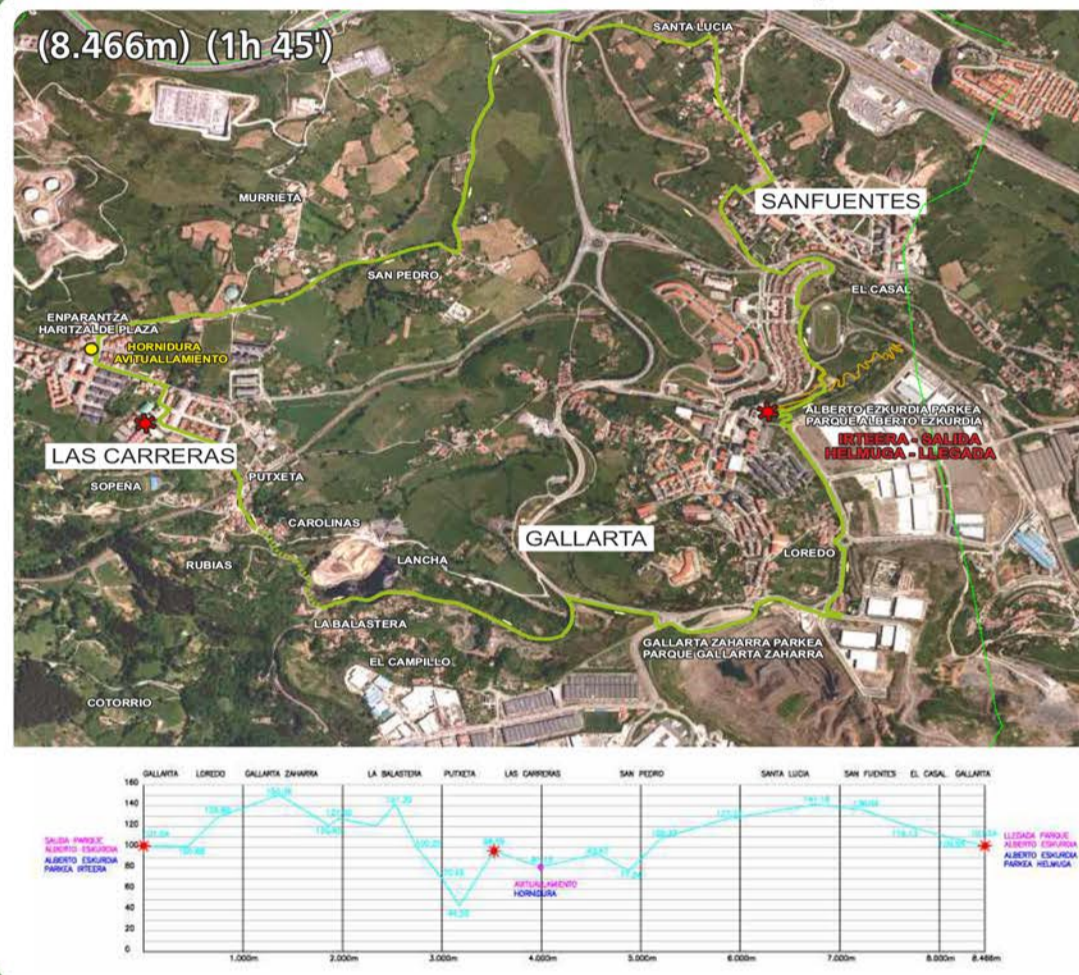 (8.466m) (1h 45')
SANTA LUCIA
MURRIETA
SANFUENTES
SAN PEDRO
EL CASAL
ENPARANTZA
HARITZALDE PLAZA
HORNIDURA
AVITUALLAMIENTO
ALBERTO EZKURDIA PARKEA
PARQUE ALBERTO EZKURDIA
IRTEERA - SALIDA
HELMUGA - LLEGADA
LAS CARRERAS
SOPEÑA
PUTXETA
CAROLINAS
GALLARTA
RUBIAS
LANCHA
LOREDO
LA BALASTERA
GALLARTA ZAHARRA PARKEA
PARQUE GALLARTA ZAHARRA
EL CAMPILLO
COTORRIO
GALLARTA LOREDO GALLARTA ZAHARRA LA BALASTERA PUTXETA LAS CARRERAS SAN PEDRO SANTA LUCIA SAN FUENTES EL CASAL GALLARTA
160
140
120
100
80
60
40
20
0
SALIDA PARQUE
ALBERTO ESKURDIA
ALBERTO ESKURDIA
PARKEA IRTEERA
AVITUALLAMIENTO
HORNIDURA
LLEGADA PARQUE
ALBERTO ESKURDIA
ALBERTO ESKURDIA
PARKEA HELMUGA
1.000m 2.000m 3.000m 4.000m 5.000m 6.000m 7.000m 8.000m 8.466m